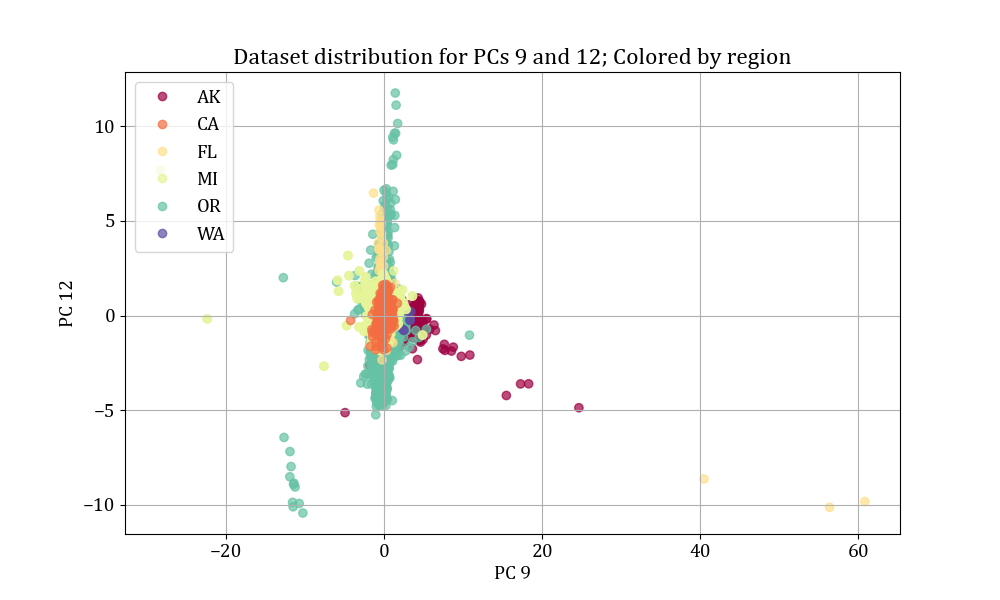 Dataset distribution for PCs 9 and 12; Colored by region
AK
CA
FL
MI
OR
WA
10
5
0
−5
−10
PC 12
−20
0
20
40
60
PC 9